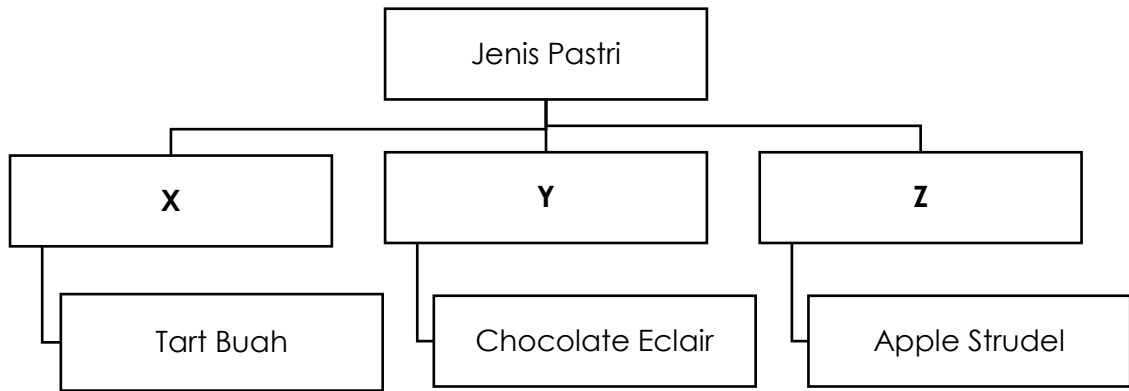 Jenis Pastri
X
Y
Z
Tart Buah
Chocolate Eclair
Apple Strudel